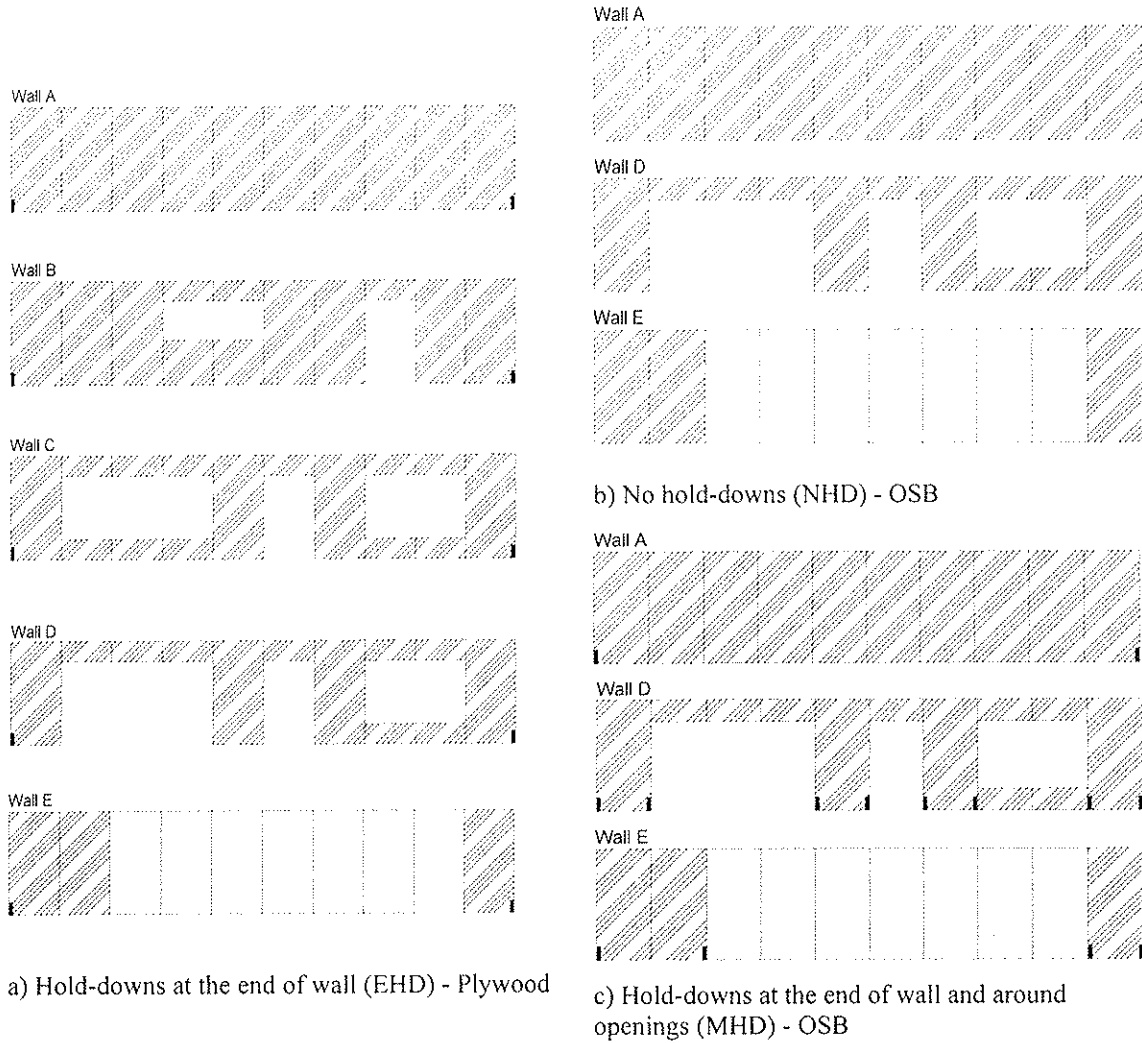 Wall A
Wall B
Wall C
Wall D
Wall E
a) Hold-downs at the end of wall (EHD) - Plywood
Wall A
Wall D
Wall E
b) No hold-downs (NHD) - OSB
Wall A
Wall D
Wall E
c) Hold-downs at the end of wall and around
openings (MHD) - OSB